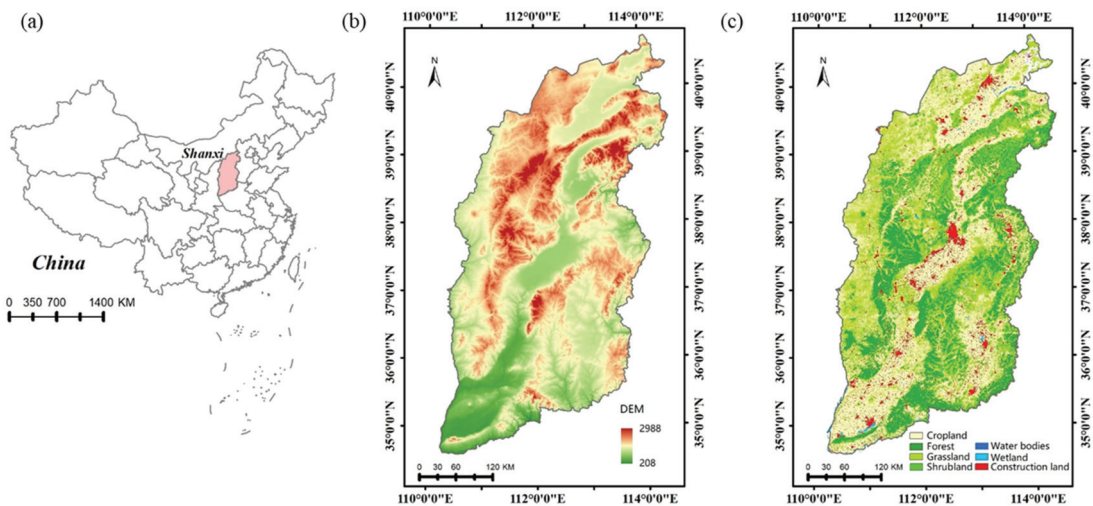 (a)
Shanxi
China
0 350 700 1400 KM
(b)
110°0'0"E 112°0'0"E 114°0'0"E
N
40°0'0"N
39°0'0"N
38°0'0"N
37°0'0"N
36°0'0"N
35°0'0"N
40°0'0"N
39°0'0"N
38°0'0"N
37°0'0"N
36°0'0"N
35°0'0"N
DEM
2988
208
0 30 60 120 KM
110°0'0"E 112°0'0"E 114°0'0"E
(c)
110°0'0"E 112°0'0"E 114°0'0"E
N
40°0'0"N
39°0'0"N
38°0'0"N
37°0'0"N
36°0'0"N
35°0'0"N
40°0'0"N
39°0'0"N
38°0'0"N
37°0'0"N
36°0'0"N
35°0'0"N
Cropland
Forest Water bodies
Grassland Wetland
Shrubland Construction land
0 30 60 120 KM
110°0'0"E 112°0'0"E 114°0'0"E